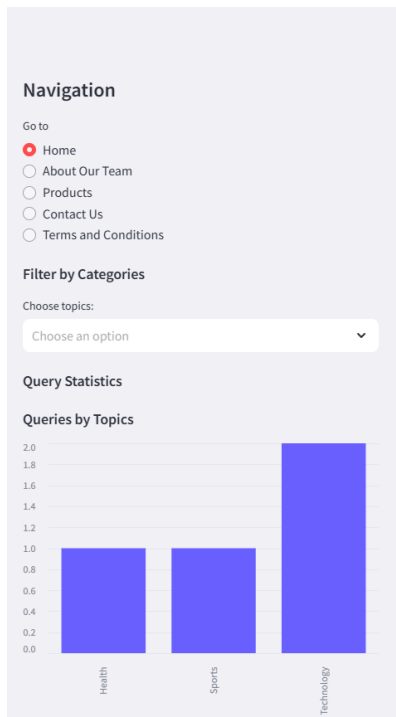 Navigation
Go to
Home
About Our Team
Products
Contact Us
Terms and Conditions
Filter by Categories
Choose topics:
Choose an option
Query Statistics
Queries by Topics
2.0
1.8
1.6
1.4
1.2
1.0
0.8
0.6
0.4
0.2
0.0
Health
Sports
Technology